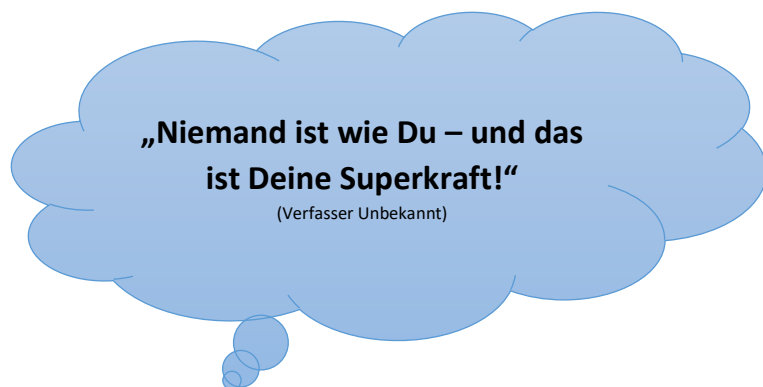 „Niemand ist wie Du – und das
ist Deine Superkraft!“
(Verfasser Unbekannt)